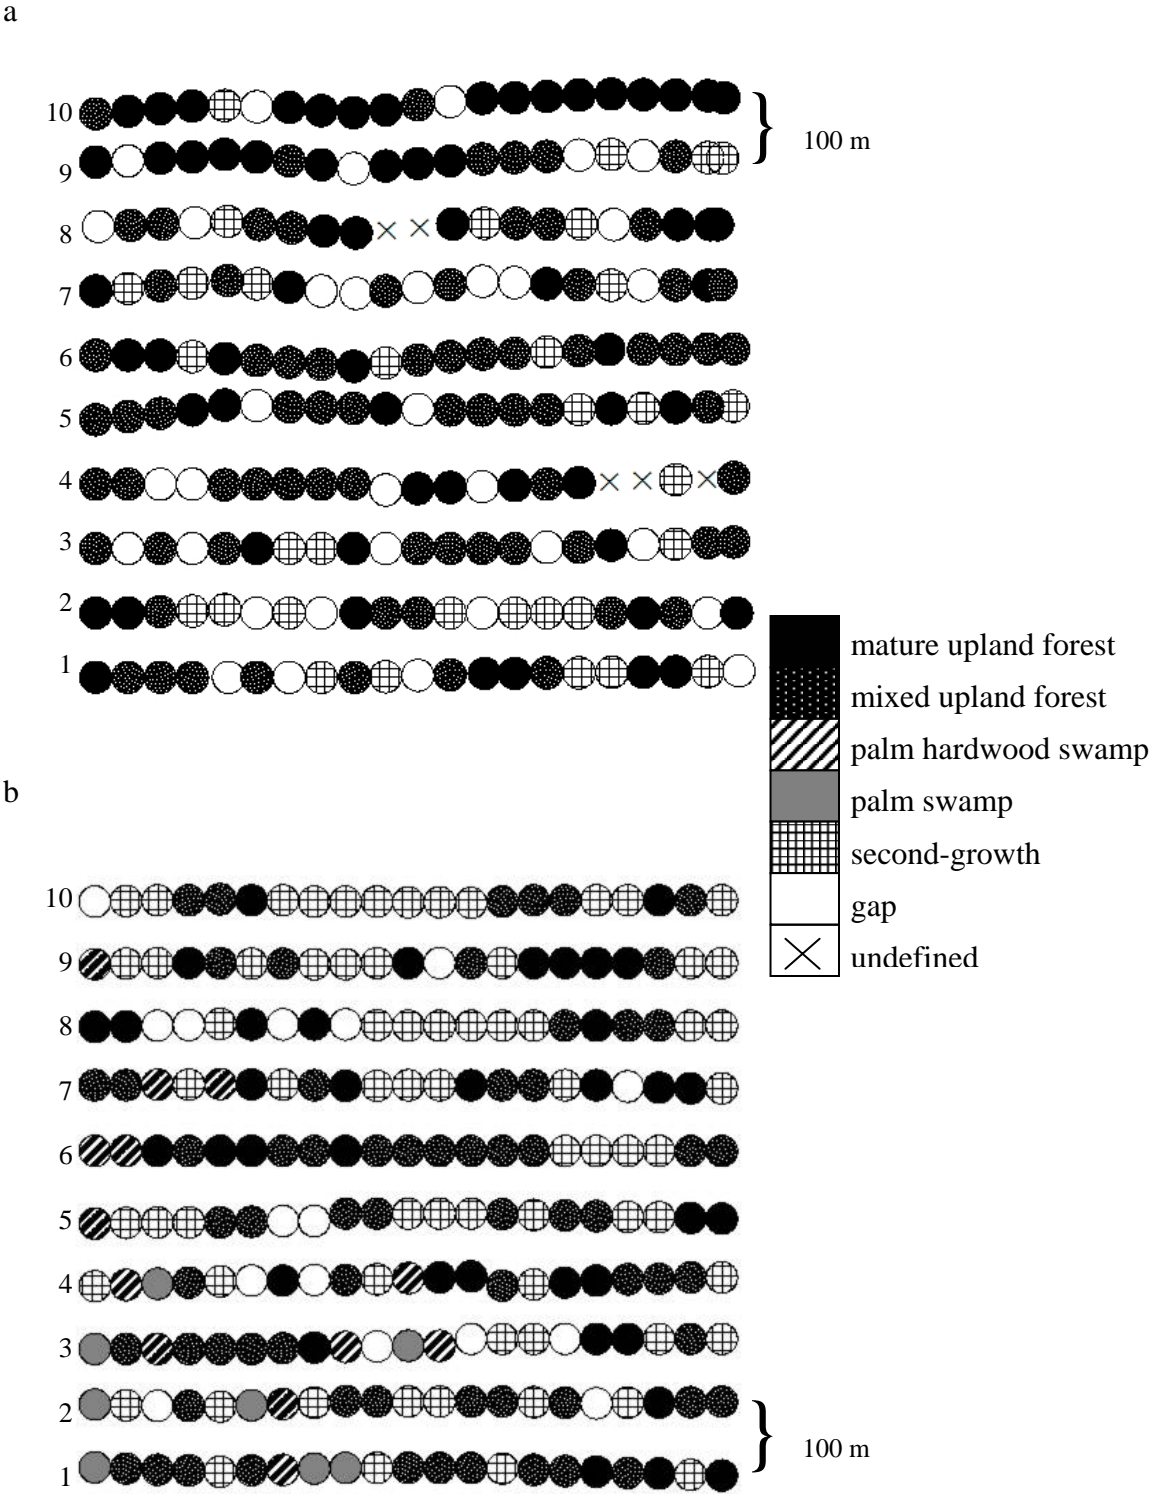 a
10
100 m
9
8
7
6
5
4
3
2
1
mature upland forest
mixed upland forest
palm hardwood swamp
palm swamp
second-growth
gap
undefined
b
10
9
8
7
6
5
4
3
2
100 m
1